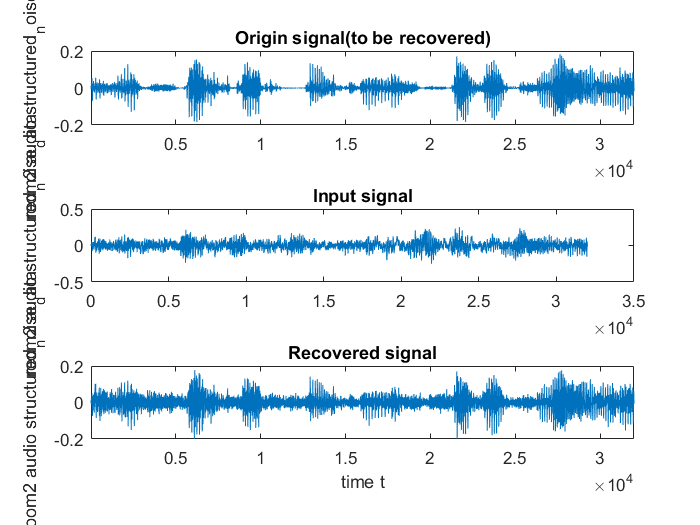 Origin signal(to be recovered)
0.2
0
-0.2
0.5 1 1.5 2 2.5 3
×10^4
Input signal
0.5
0
-0.5
0 0.5 1 1.5 2 2.5 3 3.5
×10^4
Recovered signal
0.2
0
-0.2
0.5 1 1.5 2 2.5 3
time t
×10^4